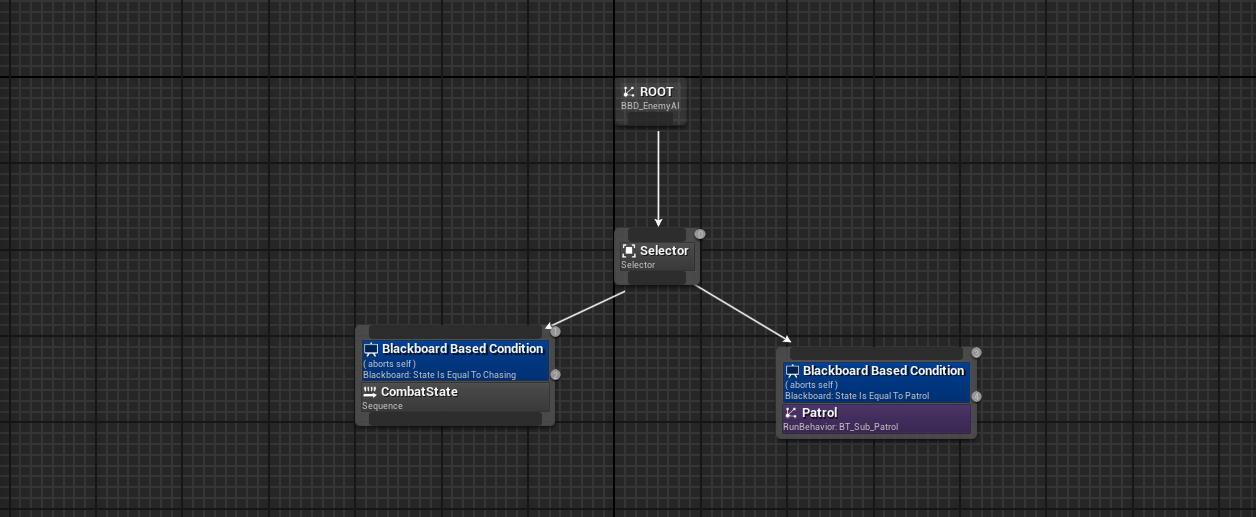 ROOT
BBD_EnemyAI
Selector
Selector
Blackboard Based Condition
( aborts self )
Blackboard: State Is Equal To Chasing
CombatState
Sequence
Blackboard Based Condition
( aborts self )
Blackboard: State Is Equal To Patrol
Patrol
RunBehavior: BT_Sub_Patrol